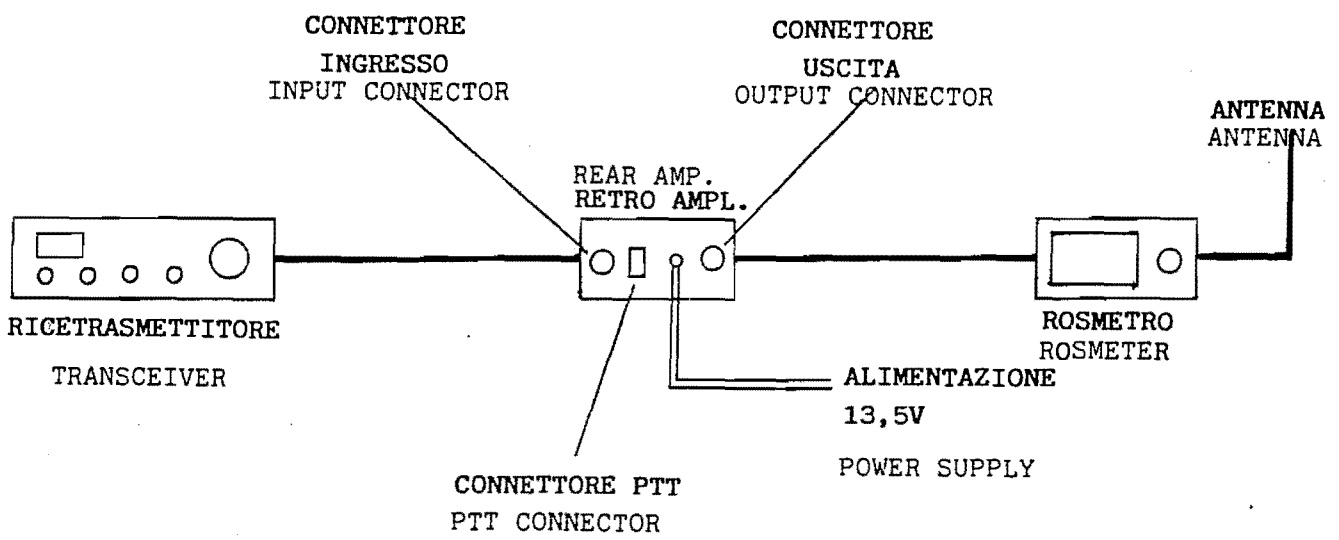 CONNETTORE
INGRESSO
INPUT CONNECTOR
CONNETTORE
USCITA
OUTPUT CONNECTOR
ANTENNA
ANTENNA
REAR AMP.
RETRO AMPL.
RICETRASMETTITORE
TRANSCEIVER
ROSMETRO
ROSMETER
ALIMENTAZIONE
13,5V
POWER SUPPLY
CONNETTORE PTT
PTT CONNECTOR